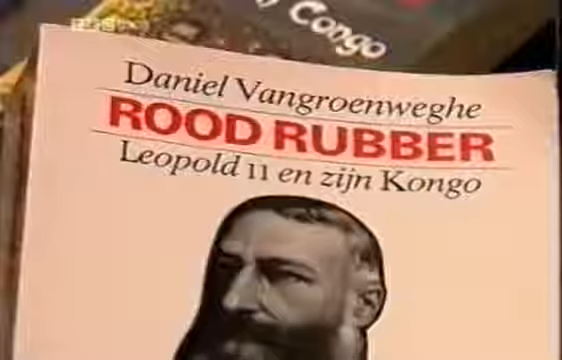 Congo
Daniel Vangroenweghe
ROOD RUBBER
Leopold II en zijn Kongo